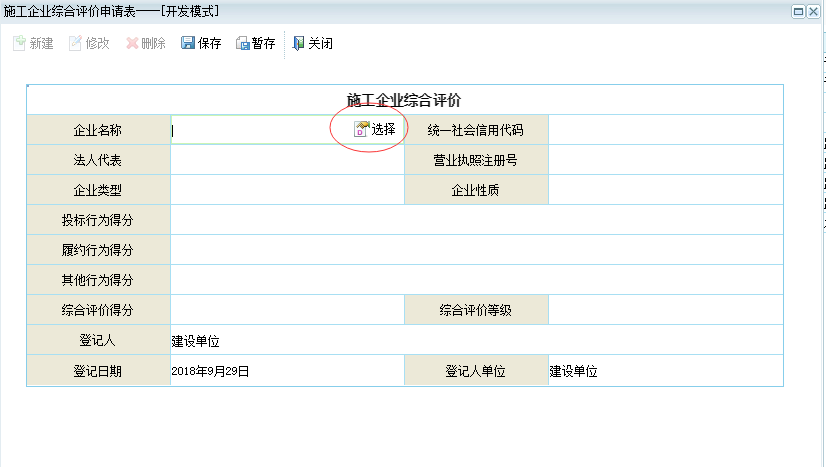 施工企业综合评价申请表——[开发模式]
新建 修改 删除 保存 暂存 关闭
施工企业综合评价
企业名称 选择 统一社会信用代码
法人代表 营业执照注册号
企业类型 企业性质
投标行为得分
履约行为得分
其他行为得分
综合评价得分 综合评价等级
登记人 建设单位
登记日期 2018年9月29日 登记人单位 建设单位